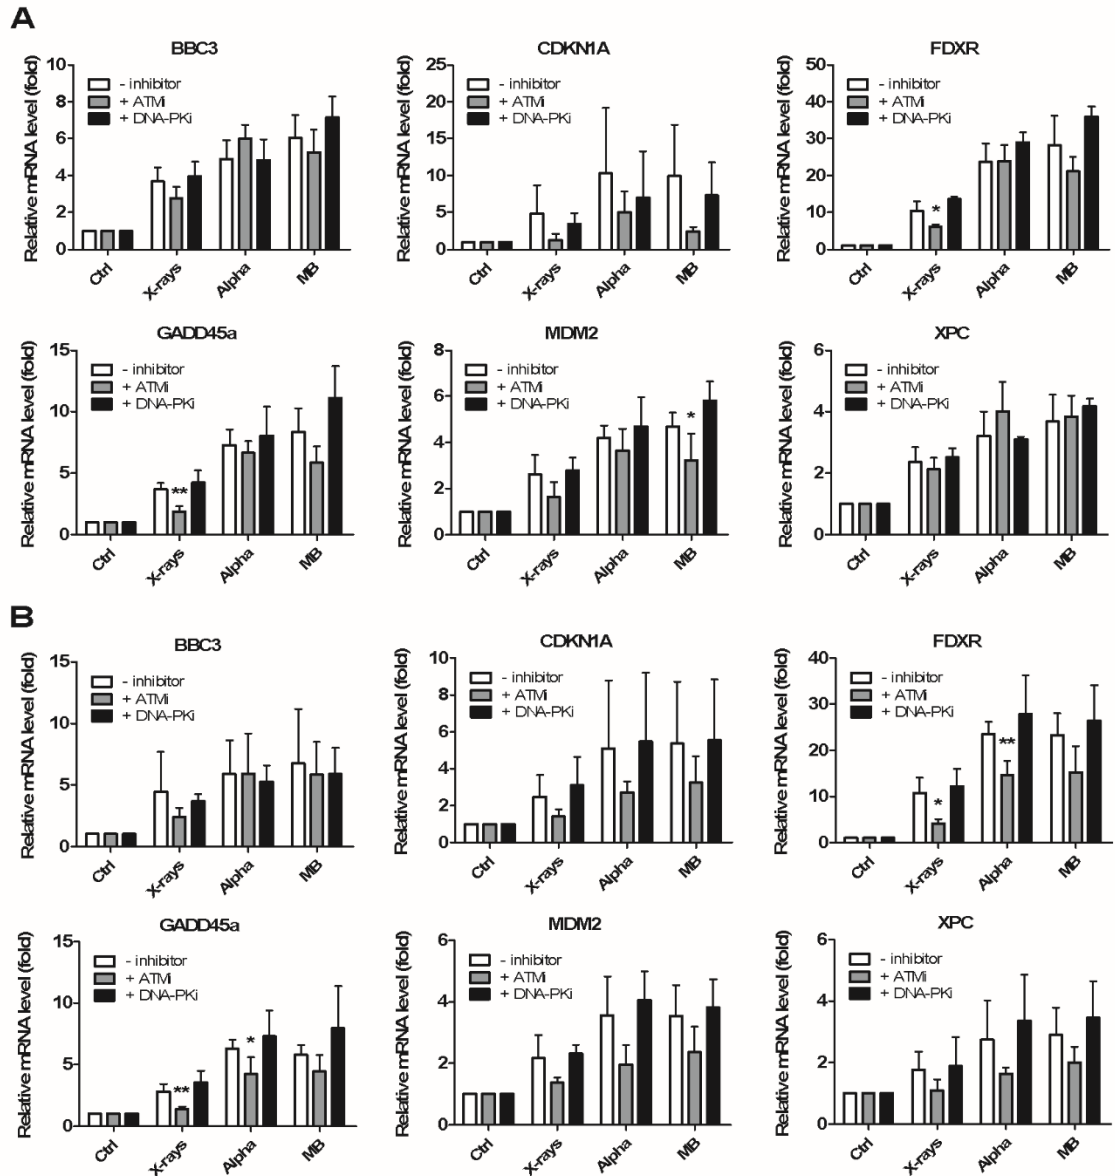 A
BBC3
Relative mRNA level (fold)
10
8
6
4
2
0
- inhibitor
+ ATMi
+ DNA-PKi
Ctrl
X-rays
Alpha
MB
CDKN1A
Relative mRNA level (fold)
25
20
15
10
5
0
- inhibitor
+ ATMi
+ DNA-PKi
Ctrl
X-rays
Alpha
MB
FDXR
Relative mRNA level (fold)
50
40
30
20
10
0
- inhibitor
+ ATMi
+ DNA-PKi
*
Ctrl
X-rays
Alpha
MB
GADD45a
Relative mRNA level (fold)
15
10
5
0
- inhibitor
+ ATMi
+ DNA-PKi
**
Ctrl
X-rays
Alpha
MB
MDM2
Relative mRNA level (fold)
8
6
4
2
0
- inhibitor
+ ATMi
+ DNA-PKi
*
Ctrl
X-rays
Alpha
MB
XPC
Relative mRNA level (fold)
6
4
2
0
- inhibitor
+ ATMi
+ DNA-PKi
Ctrl
X-rays
Alpha
MB
B
BBC3
Relative mRNA level (fold)
15
10
5
0
- inhibitor
+ ATMi
+ DNA-PKi
Ctrl
X-rays
Alpha
MB
CDKN1A
Relative mRNA level (fold)
10
8
6
4
2
0
- inhibitor
+ ATMi
+ DNA-PKi
Ctrl
X-rays
Alpha
MB
FDXR
Relative mRNA level (fold)
40
30
20
10
0
- inhibitor
+ ATMi
+ DNA-PKi
*
**
Ctrl
X-rays
Alpha
MB
GADD45a
Relative mRNA level (fold)
15
10
5
0
- inhibitor
+ ATMi
+ DNA-PKi
**
*
Ctrl
X-rays
Alpha
MB
MDM2
Relative mRNA level (fold)
6
4
2
0
- inhibitor
+ ATMi
+ DNA-PKi
Ctrl
X-rays
Alpha
MB
XPC
Relative mRNA level (fold)
6
4
2
0
- inhibitor
+ ATMi
+ DNA-PKi
Ctrl
X-rays
Alpha
MB